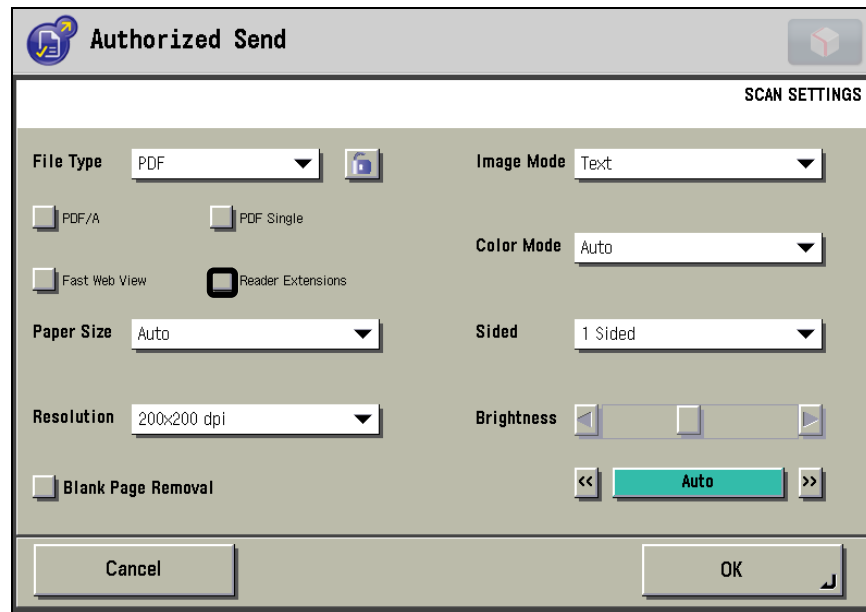 Authorized Send
SCAN SETTINGS
File Type PDF Image Mode Text
PDF/A PDF Single
Color Mode Auto
Fast Web View Reader Extensions
Paper Size Auto Sided 1 Sided
Resolution 200x200 dpi Brightness
Blank Page Removal << Auto >>
Cancel OK